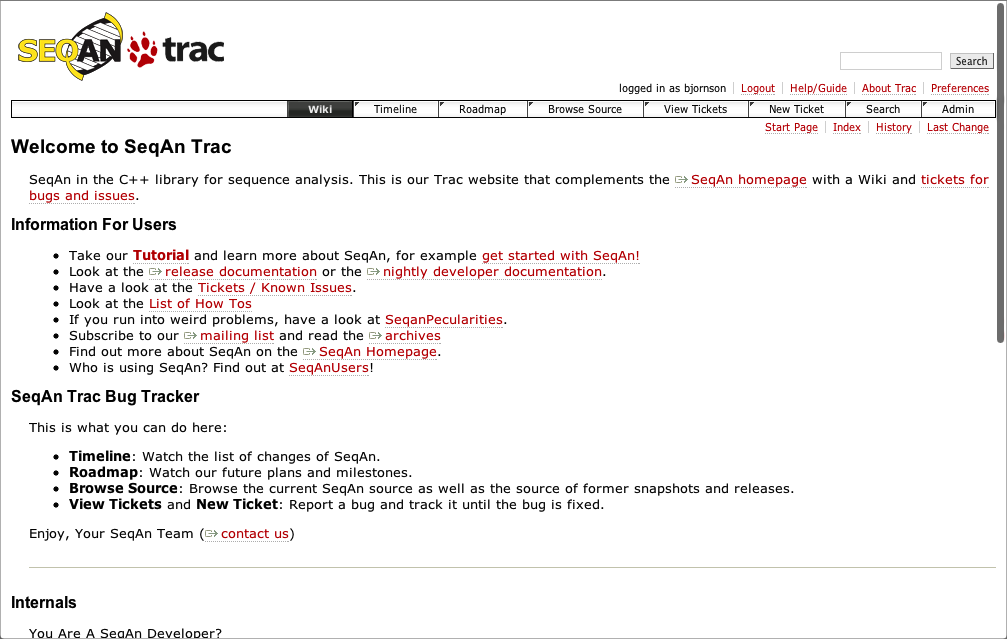 SEQAN trac
Search
logged in as bjornson Logout Help/Guide About Trac Preferences
Wiki Timeline Roadmap Browse Source View Tickets New Ticket Search Admin
Start Page Index History Last Change
Welcome to SeqAn Trac
SeqAn in the C++ library for sequence analysis. This is our Trac website that complements the SeqAn homepage with a Wiki and tickets for
bugs and issues.
Information For Users
Take our Tutorial and learn more about SeqAn, for example get started with SeqAn!
Look at the release documentation or the nightly developer documentation.
Have a look at the Tickets / Known Issues.
Look at the List of How Tos
If you run into weird problems, have a look at SeqanPecularities.
Subscribe to our mailing list and read the archives
Find out more about SeqAn on the SeqAn Homepage.
Who is using SeqAn? Find out at SeqAnUsers!
SeqAn Trac Bug Tracker
This is what you can do here:
Timeline: Watch the list of changes of SeqAn.
Roadmap: Watch our future plans and milestones.
Browse Source: Browse the current SeqAn source as well as the source of former snapshots and releases.
View Tickets and New Ticket: Report a bug and track it until the bug is fixed.
Enjoy, Your SeqAn Team (contact us)
Internals
You Are A SeqAn Developer?